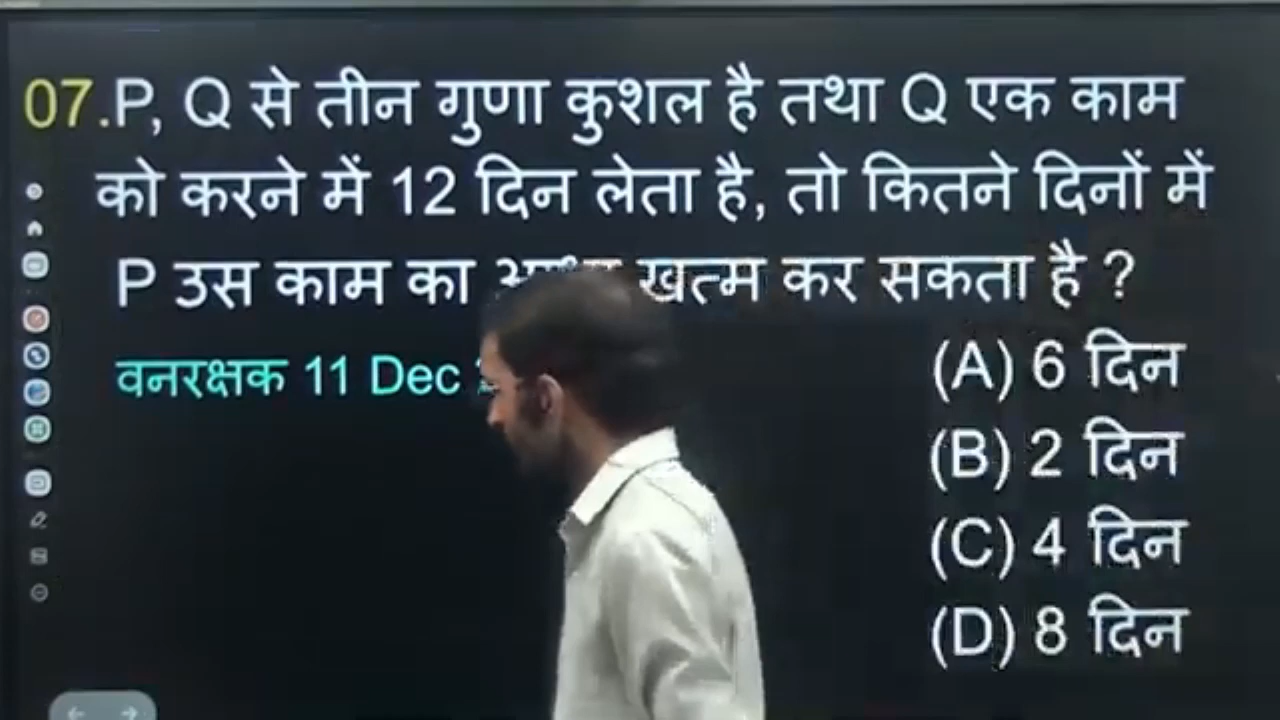 07.P, Q से तीन गुणा कुशल है तथा Q एक काम
को करने में 12 दिन लेता है, तो कितने दिनों में
P उस काम का खत्म कर सकता है ?
वनरक्षक 11 Dec
(A) 6 दिन
(B) 2 दिन
(C) 4 दिन
(D) 8 दिन